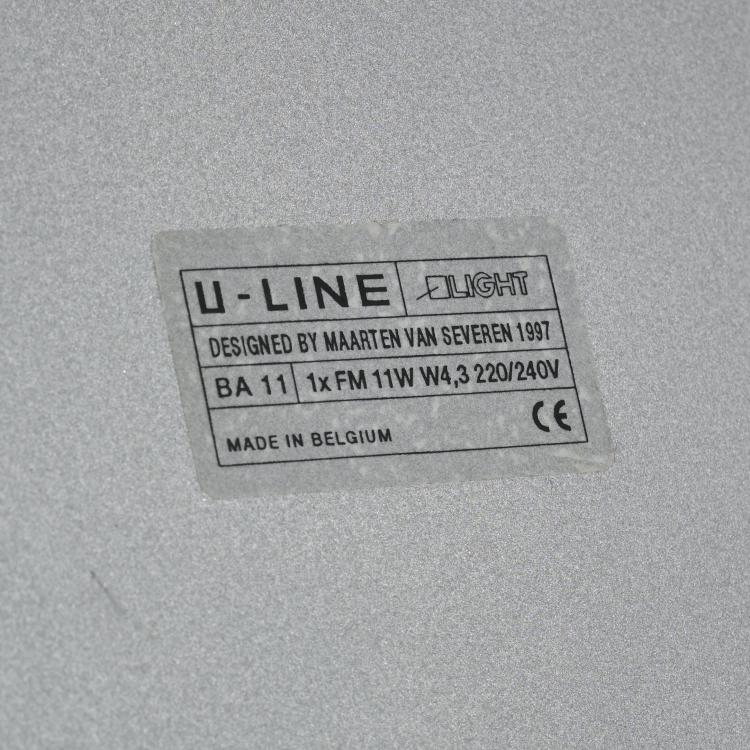 U-LINE LIGHT
DESIGNED BY MAARTEN VAN SEVEREN 1997
BA 11 1x FM 11W W4,3 220/240V
CE
MADE IN BELGIUM